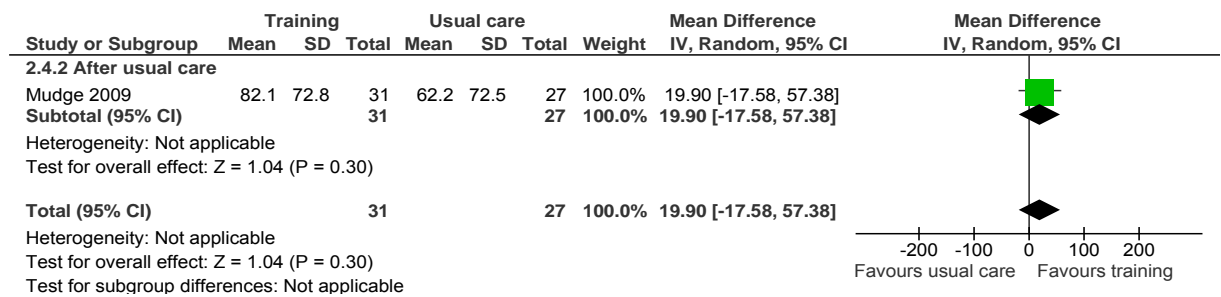 Training Usual care Mean Difference Mean Difference
Study or Subgroup Mean SD Total Mean SD Total Weight IV, Random, 95% CI IV, Random, 95% CI
2.4.2 After usual care
Mudge 2009 82.1 72.8 31 62.2 72.5 27 100.0% 19.90 [-17.58, 57.38]
Subtotal (95% CI) 31 27 100.0% 19.90 [-17.58, 57.38]
Heterogeneity: Not applicable
Test for overall effect: Z = 1.04 (P = 0.30)
Total (95% CI) 31 27 100.0% 19.90 [-17.58, 57.38]
Heterogeneity: Not applicable
Test for overall effect: Z = 1.04 (P = 0.30)
Test for subgroup differences: Not applicable
-200 -100 0 100 200
Favours usual care Favours training